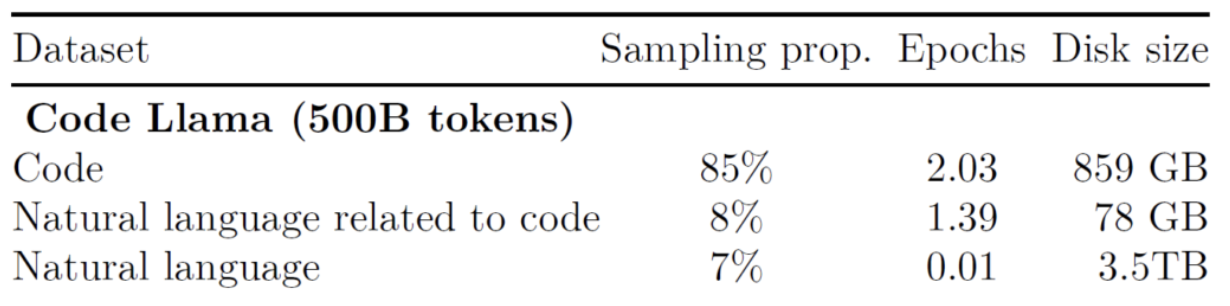 Dataset Sampling prop. Epochs Disk size
Code Llama (500B tokens)
Code 85% 2.03 859 GB
Natural language related to code 8% 1.39 78 GB
Natural language 7% 0.01 3.5TB